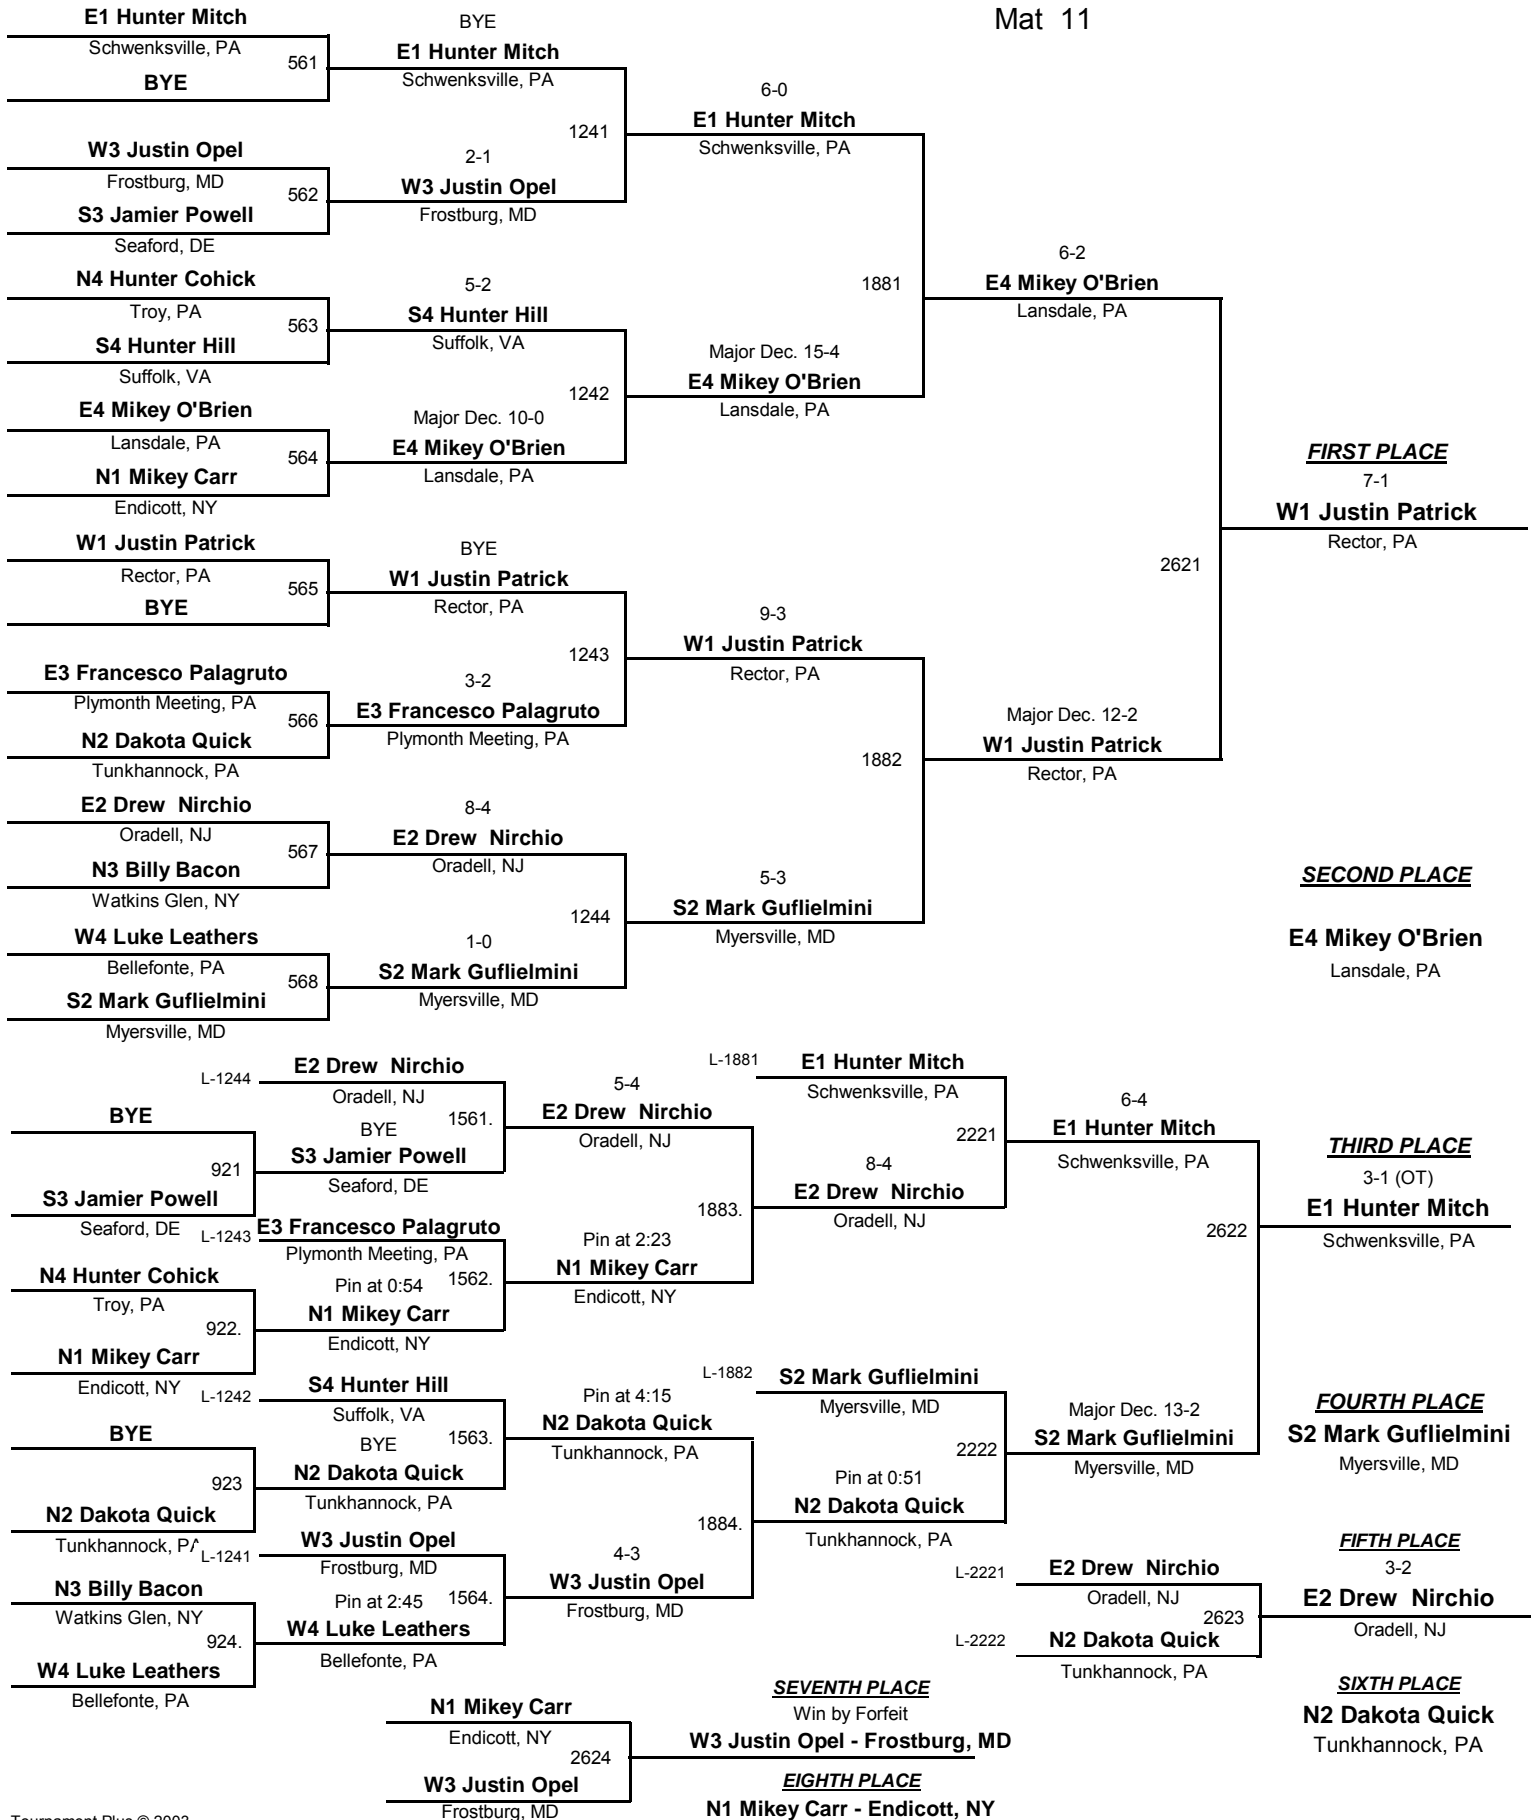 Mat 11
E1 Hunter Mitch
Schwenksville, PA
561
BYE
W3 Justin Opel
Frostburg, MD
562
S3 Jamier Powell
Seaford, DE
N4 Hunter Cohick
Troy, PA
563
S4 Hunter Hill
Suffolk, VA
E4 Mikey O'Brien
Lansdale, PA
564
N1 Mikey Carr
Endicott, NY
W1 Justin Patrick
Rector, PA
565
BYE
E3 Francesco Palagruto
Plymonth Meeting, PA
566
N2 Dakota Quick
Tunkhannock, PA
E2 Drew Nirchio
Oradell, NJ
567
N3 Billy Bacon
Watkins Glen, NY
W4 Luke Leathers
Bellefonte, PA
568
S2 Mark Guflielmini
Myersville, MD
BYE
E1 Hunter Mitch
Schwenksville, PA
1241
2-1
W3 Justin Opel
Frostburg, MD
5-2
S4 Hunter Hill
Suffolk, VA
1242
Major Dec. 10-0
E4 Mikey O'Brien
Lansdale, PA
BYE
W1 Justin Patrick
Rector, PA
1243
3-2
E3 Francesco Palagruto
Plymonth Meeting, PA
8-4
E2 Drew Nirchio
Oradell, NJ
1244
1-0
S2 Mark Guflielmini
Myersville, MD
6-0
E1 Hunter Mitch
Schwenksville, PA
1881
Major Dec. 15-4
E4 Mikey O'Brien
Lansdale, PA
9-3
W1 Justin Patrick
Rector, PA
1882
5-3
S2 Mark Guflielmini
Myersville, MD
6-2
E4 Mikey O'Brien
Lansdale, PA
2621
Major Dec. 12-2
W1 Justin Patrick
Rector, PA
FIRST PLACE
7-1
W1 Justin Patrick
Rector, PA
SECOND PLACE
E4 Mikey O'Brien
Lansdale, PA
BYE
921
S3 Jamier Powell
Seaford, DE
N4 Hunter Cohick
Troy, PA
922.
N1 Mikey Carr
Endicott, NY
BYE
923
N2 Dakota Quick
Tunkhannock, PA
N3 Billy Bacon
Watkins Glen, NY
924.
W4 Luke Leathers
Bellefonte, PA
L-1244
E2 Drew Nirchio
Oradell, NJ
1561.
BYE
S3 Jamier Powell
Seaford, DE
L-1243
E3 Francesco Palagruto
Plymonth Meeting, PA
Pin at 0:54
1562.
N1 Mikey Carr
Endicott, NY
L-1242
S4 Hunter Hill
Suffolk, VA
1563.
BYE
N2 Dakota Quick
Tunkhannock, PA
L-1241
W3 Justin Opel
Frostburg, MD
Pin at 2:45
1564.
W4 Luke Leathers
Bellefonte, PA
5-4
E2 Drew Nirchio
Oradell, NJ
1883.
Pin at 2:23
N1 Mikey Carr
Endicott, NY
Pin at 4:15
N2 Dakota Quick
Tunkhannock, PA
1884.
4-3
W3 Justin Opel
Frostburg, MD
L-1881
E1 Hunter Mitch
Schwenksville, PA
2221
8-4
E2 Drew Nirchio
Oradell, NJ
L-1882
S2 Mark Guflielmini
Myersville, MD
2222
Pin at 0:51
N2 Dakota Quick
Tunkhannock, PA
6-4
E1 Hunter Mitch
Schwenksville, PA
2622
Major Dec. 13-2
S2 Mark Guflielmini
Myersville, MD
THIRD PLACE
3-1 (OT)
E1 Hunter Mitch
Schwenksville, PA
FOURTH PLACE
S2 Mark Guflielmini
Myersville, MD
L-2221
E2 Drew Nirchio
Oradell, NJ
2623
L-2222
N2 Dakota Quick
Tunkhannock, PA
FIFTH PLACE
3-2
E2 Drew Nirchio
Oradell, NJ
SIXTH PLACE
N2 Dakota Quick
Tunkhannock, PA
N1 Mikey Carr
Endicott, NY
2624
W3 Justin Opel
Frostburg, MD
SEVENTH PLACE
Win by Forfeit
W3 Justin Opel - Frostburg, MD
EIGHTH PLACE
N1 Mikey Carr - Endicott, NY
Tournament Plus © 2003